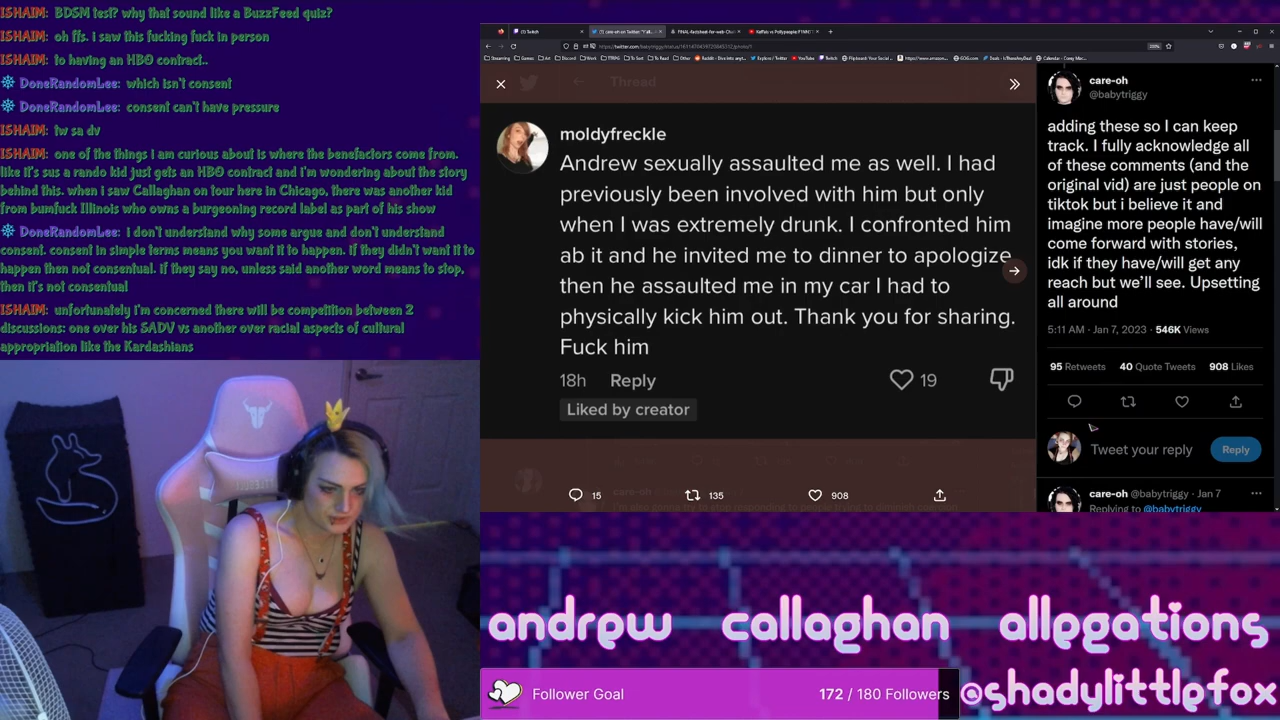 ISHAIM: BDSM test? why that sound like a BuzzFeed quiz?
ISHAIM: oh ffs. i saw this fucking fuck in person
ISHAIM: to having an HBO contract..
DoneRandomLee: which isn't consent
DoneRandomLee: consent can't have pressure
ISHAIM: tw sa dv
ISHAIM: one of the things i am curious about is where the benefactors come from.
like it's sus a rando kid just gets an HBO contract and i'm wondering about the story
behind this. when i saw Callaghan on tour here in Chicago, there was another kid
from bumfuck Illinois who owns a burgeoning record label as part of his show
DoneRandomLee: i don't understand why some argue and don't understand
consent. consent in simple terms means you want it to happen. if they didn't want it to
happen then not consentual. if they say no, unless said another word means to stop,
then it's not consentual
ISHAIM: unfortunately i'm concerned there will be competition between 2
discussions: one over his SADV vs another over racial aspects of cultural
appropriation like the Kardashians
Thread
moldyfreckle
Andrew sexually assaulted me as well. I had
previously been involved with him but only
when I was extremely drunk. I confronted him
ab it and he invited me to dinner to apologize
then he assaulted me in my car I had to
physically kick him out. Thank you for sharing.
Fuck him
18h Reply 19
Liked by creator
15 135 908
care-oh
@babytriggy
adding these so I can keep
track. I fully acknowledge all
of these comments (and the
original vid) are just people on
tiktok but i believe it and
imagine more people have/will
come forward with stories,
idk if they have/will get any
reach but we'll see. Upsetting
all around
5:11 AM · Jan 7, 2023 · 546K Views
95 Retweets 40 Quote Tweets 908 Likes
Tweet your reply Reply
care-oh @babytriggy · Jan 7
Replying to @babytriggy
andrew callaghan allegations
Follower Goal 172 / 180 Followers
@shadylittlefox